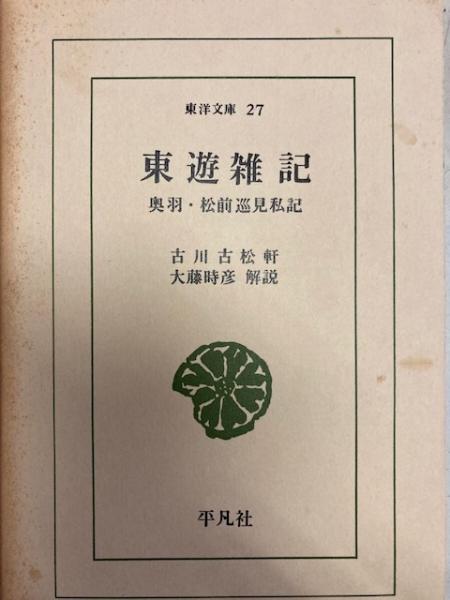 東洋文庫 27
東遊雑記
奥羽・松前巡見私記
古川古松軒
大藤時彦 解説
平凡社